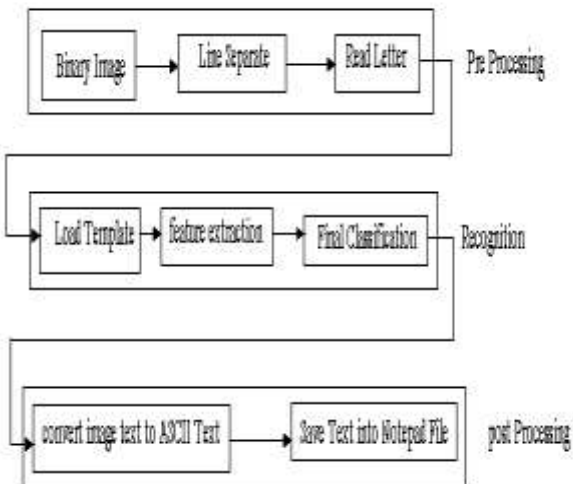 Binary Image
Line Separate
Read Letter
Pre Processing
Load Template
feature extraction
Final Classification
Recognition
convert image text to ASCII Text
Save Text into Notepad File
post Processing